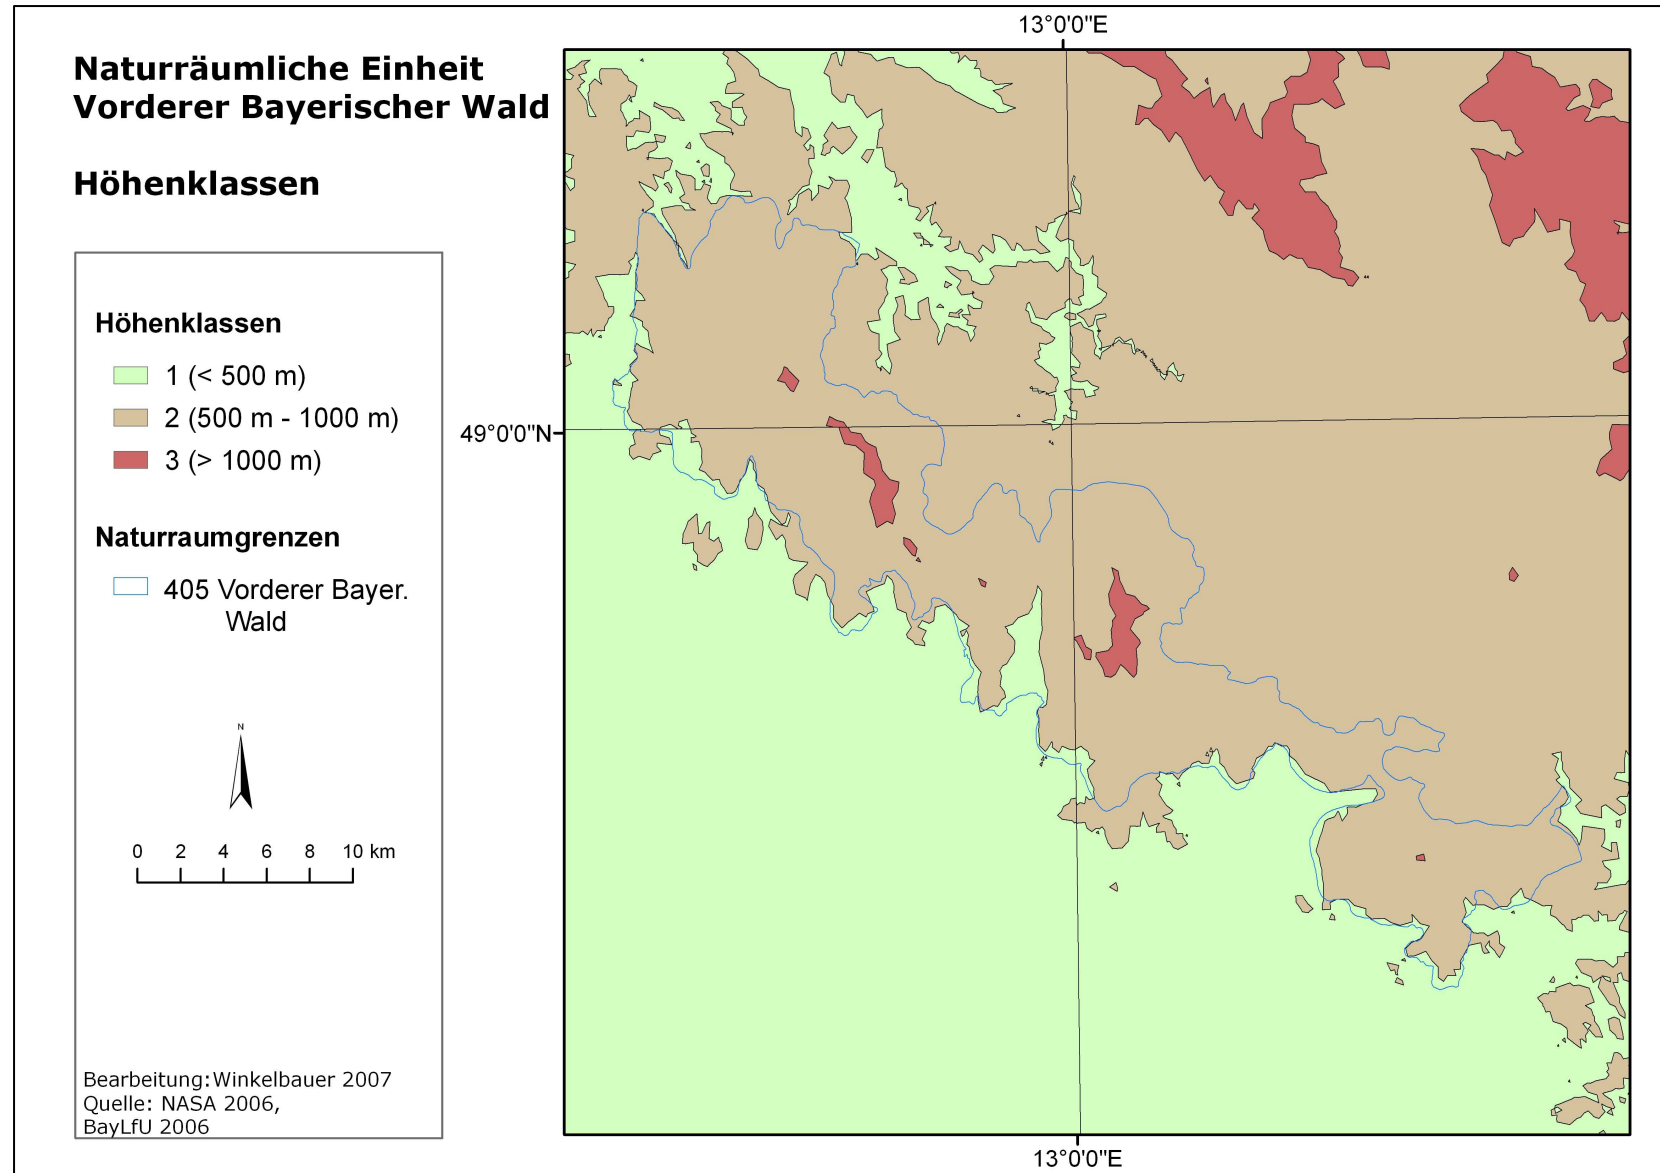 Naturräumliche Einheit
Vorderer Bayerischer Wald
Höhenklassen
Höhenklassen
1 (< 500 m)
2 (500 m - 1000 m)
3 (> 1000 m)
Naturraumgrenzen
405 Vorderer Bayer.
Wald
N
0 2 4 6 8 10 km
Bearbeitung:Winkelbauer 2007
Quelle: NASA 2006,
BayLfU 2006
13°0'0"E
49°0'0"N
13°0'0"E